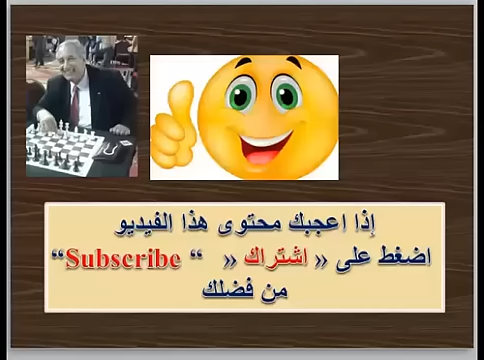 إذا اعجبك محتوى هذا الفيديو
اضغط على « اشتراك « “ Subscribe“
من فضلك